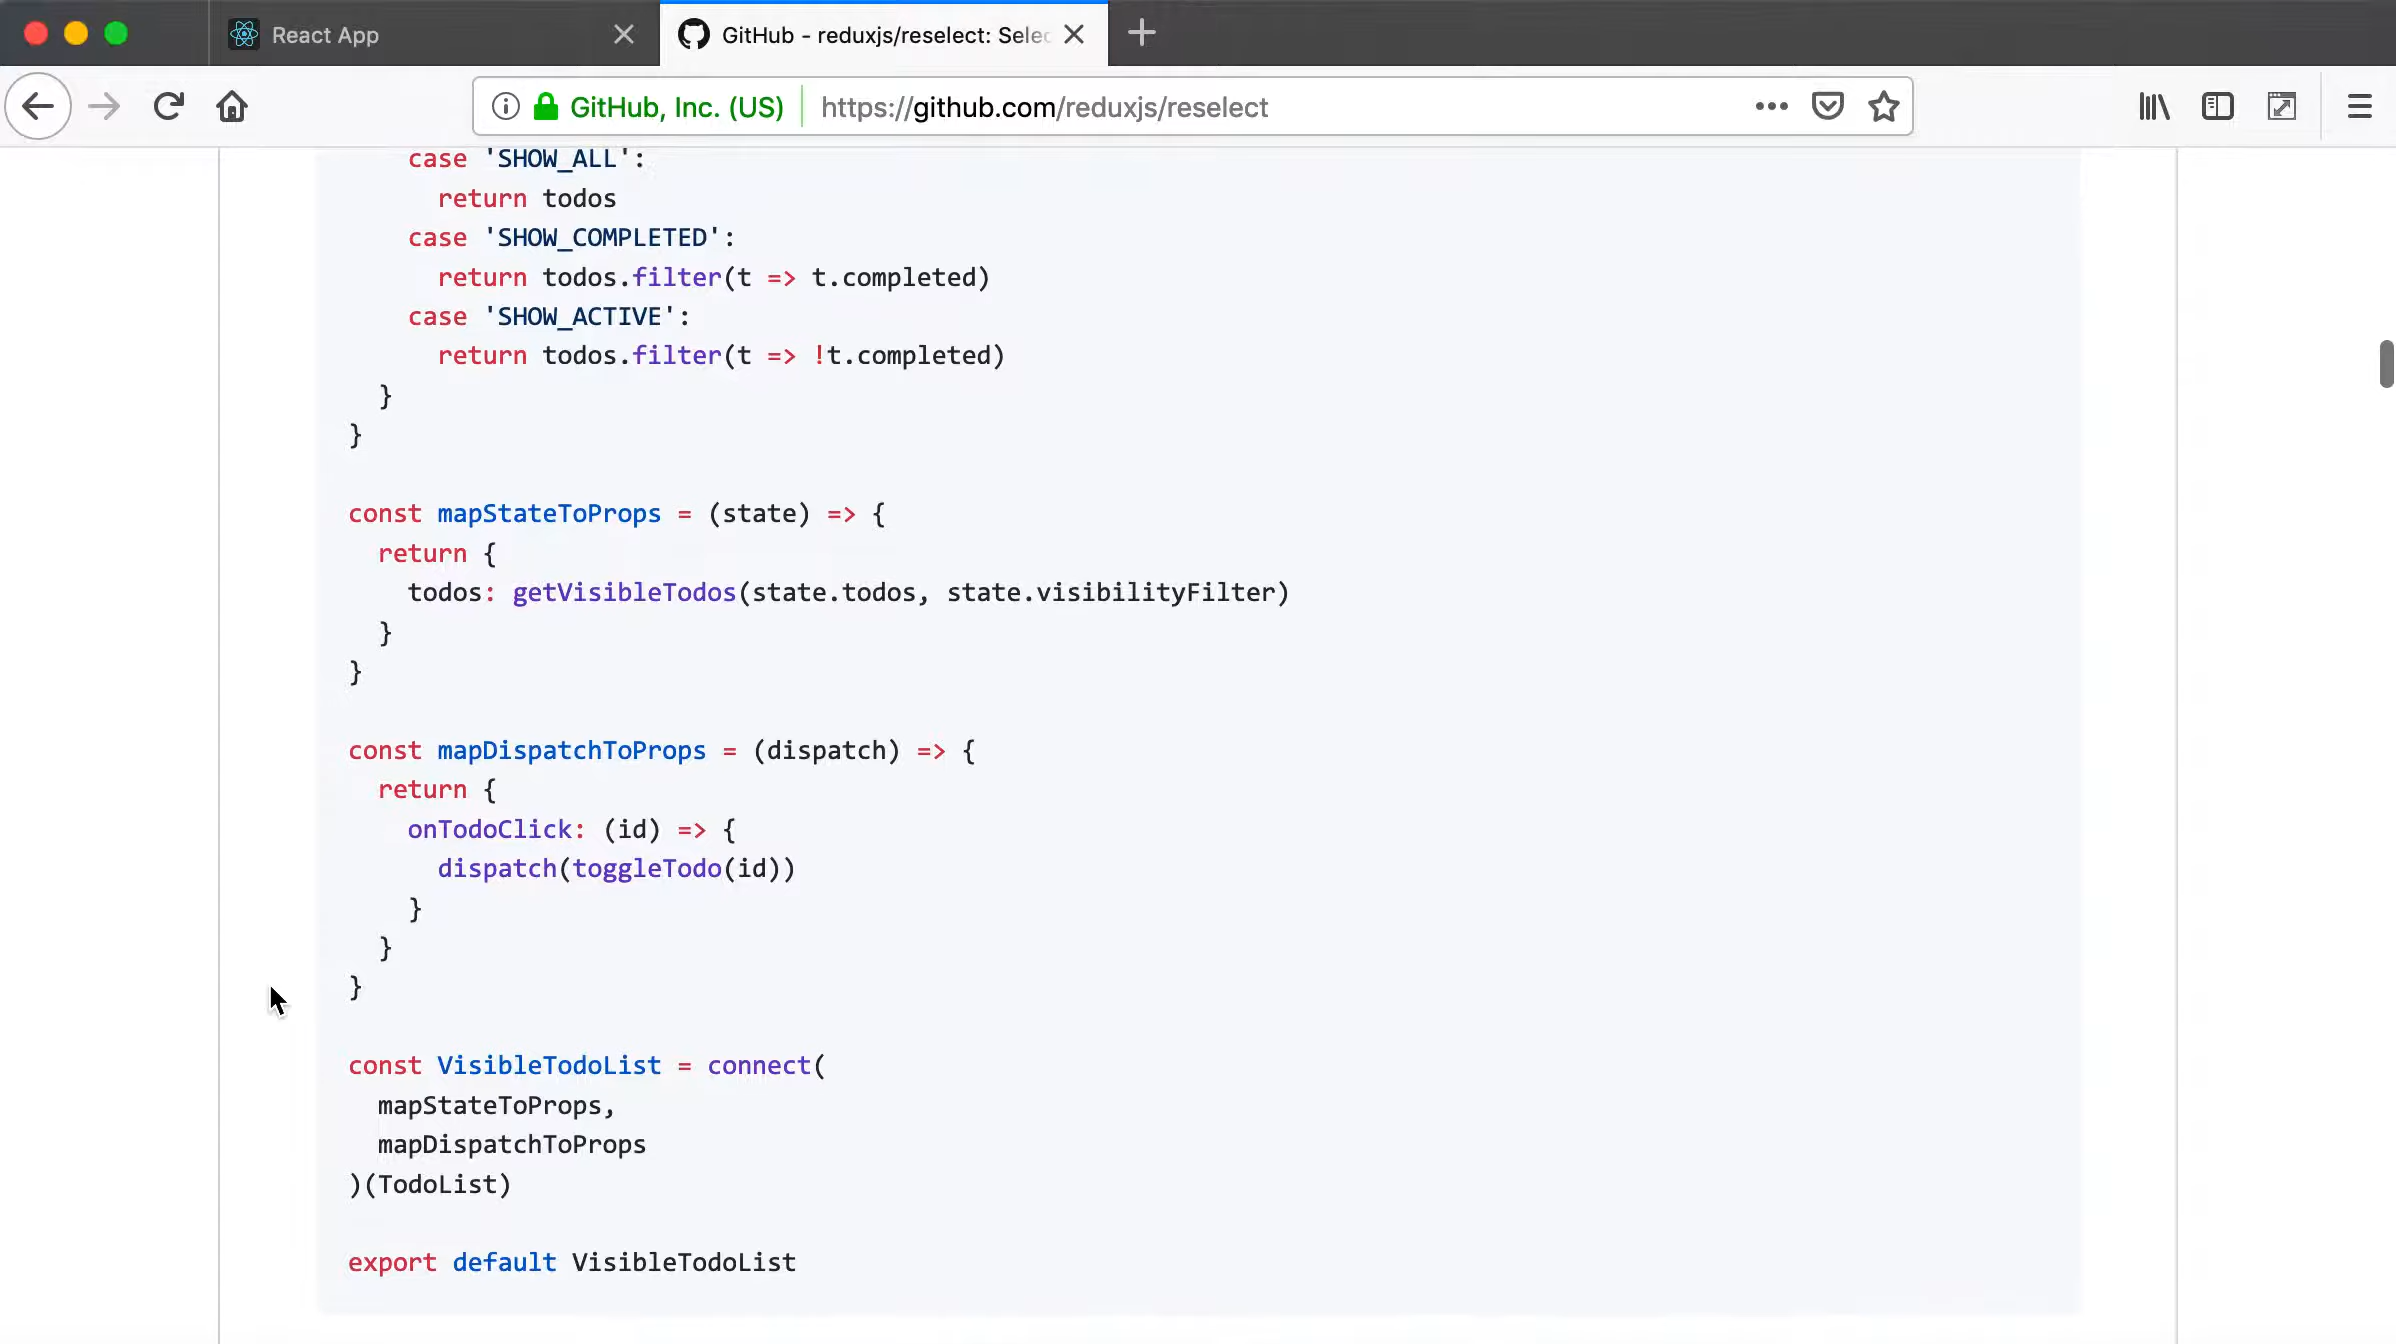 React App
GitHub - reduxjs/reselect: Selec
GitHub, Inc. (US) https://github.com/reduxjs/reselect
case 'SHOW_ALL':
return todos
case 'SHOW_COMPLETED':
return todos.filter(t => t.completed)
case 'SHOW_ACTIVE':
return todos.filter(t => !t.completed)
}
}
const mapStateToProps = (state) => {
return {
todos: getVisibleTodos(state.todos, state.visibilityFilter)
}
}
const mapDispatchToProps = (dispatch) => {
return {
onTodoClick: (id) => {
dispatch(toggleTodo(id))
}
}
}
const VisibleTodoList = connect(
mapStateToProps,
mapDispatchToProps
)(TodoList)
export default VisibleTodoList